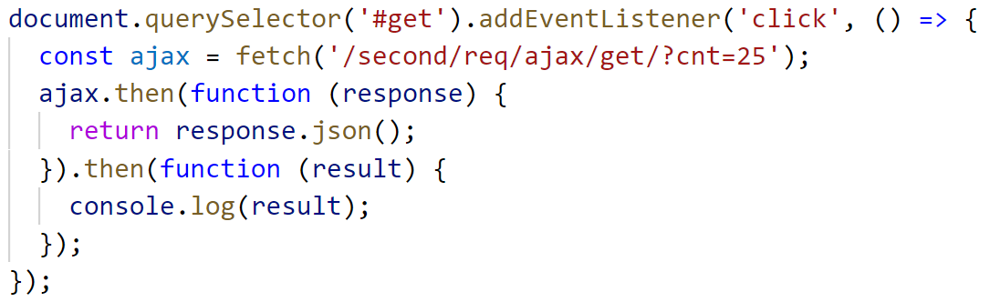 document.querySelector('#get').addEventListener('click', () => {
  const ajax = fetch('/second/req/ajax/get/?cnt=25');
  ajax.then(function (response) {
    return response.json();
  }).then(function (result) {
    console.log(result);
  });
});